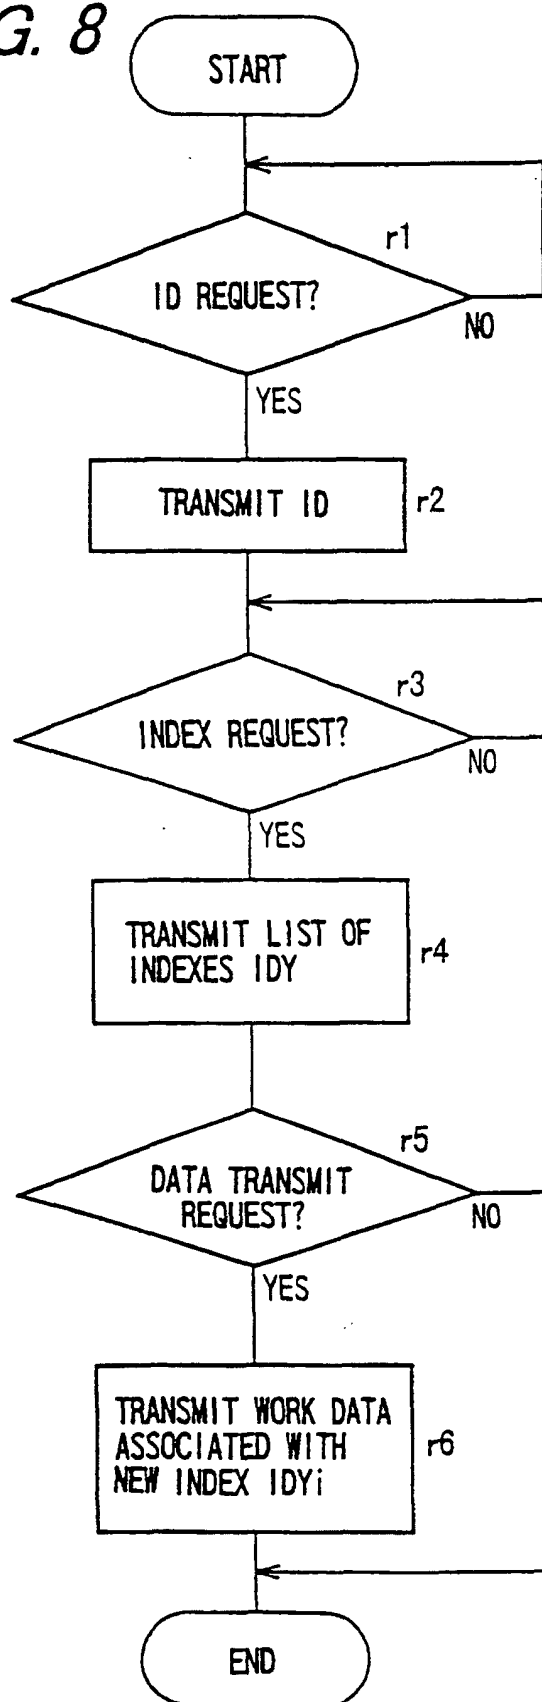 G. 8
START
r1
ID REQUEST?
NO
YES
TRANSMIT ID
r2
r3
INDEX REQUEST?
NO
YES
TRANSMIT LIST OF
INDEXES IDY
r4
r5
DATA TRANSMIT
REQUEST?
NO
YES
TRANSMIT WORK DATA
ASSOCIATED WITH
NEW INDEX IDYi
r6
END